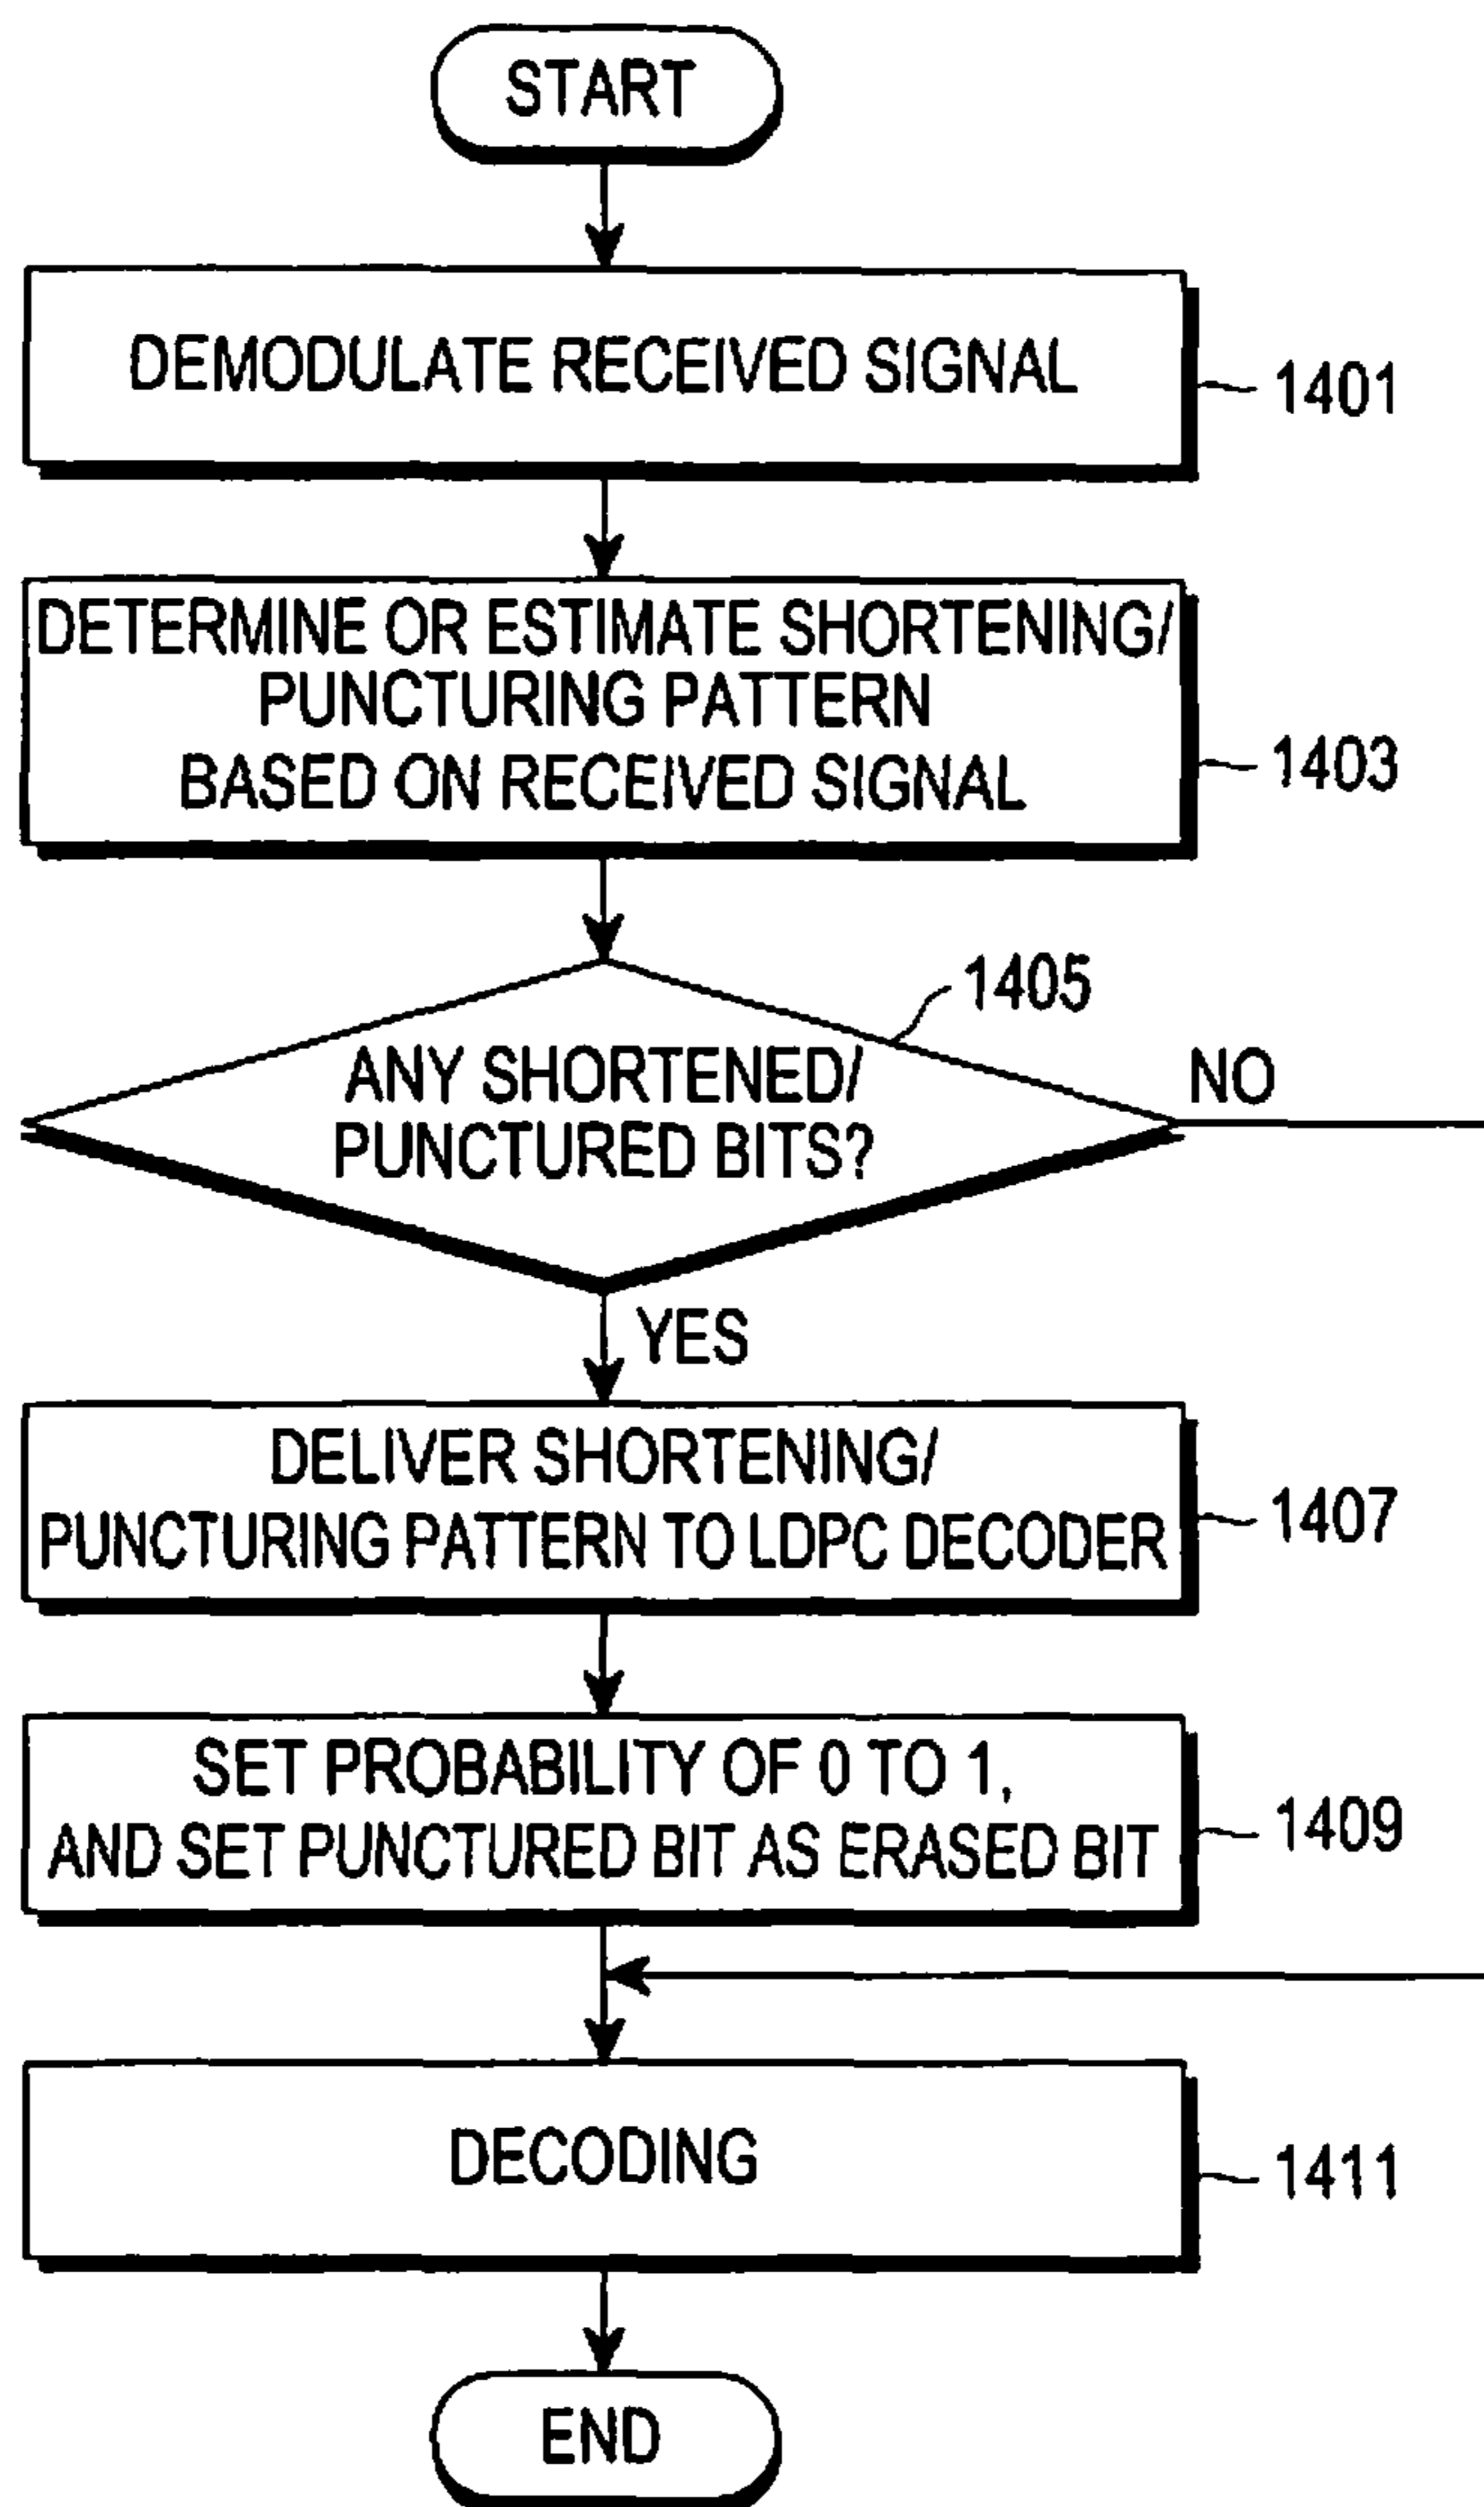 START
DEMODULATE RECEIVED SIGNAL
1401
DETERMINE OR ESTIMATE SHORTENING/
PUNCTURING PATTERN
BASED ON RECEIVED SIGNAL
1403
1405
ANY SHORTENED/
PUNCTURED BITS?
NO
YES
DELIVER SHORTENING/
PUNCTURING PATTERN TO LDPC DECODER
1407
SET PROBABILITY OF 0 TO 1,
AND SET PUNCTURED BIT AS ERASED BIT
1409
DECODING
1411
END